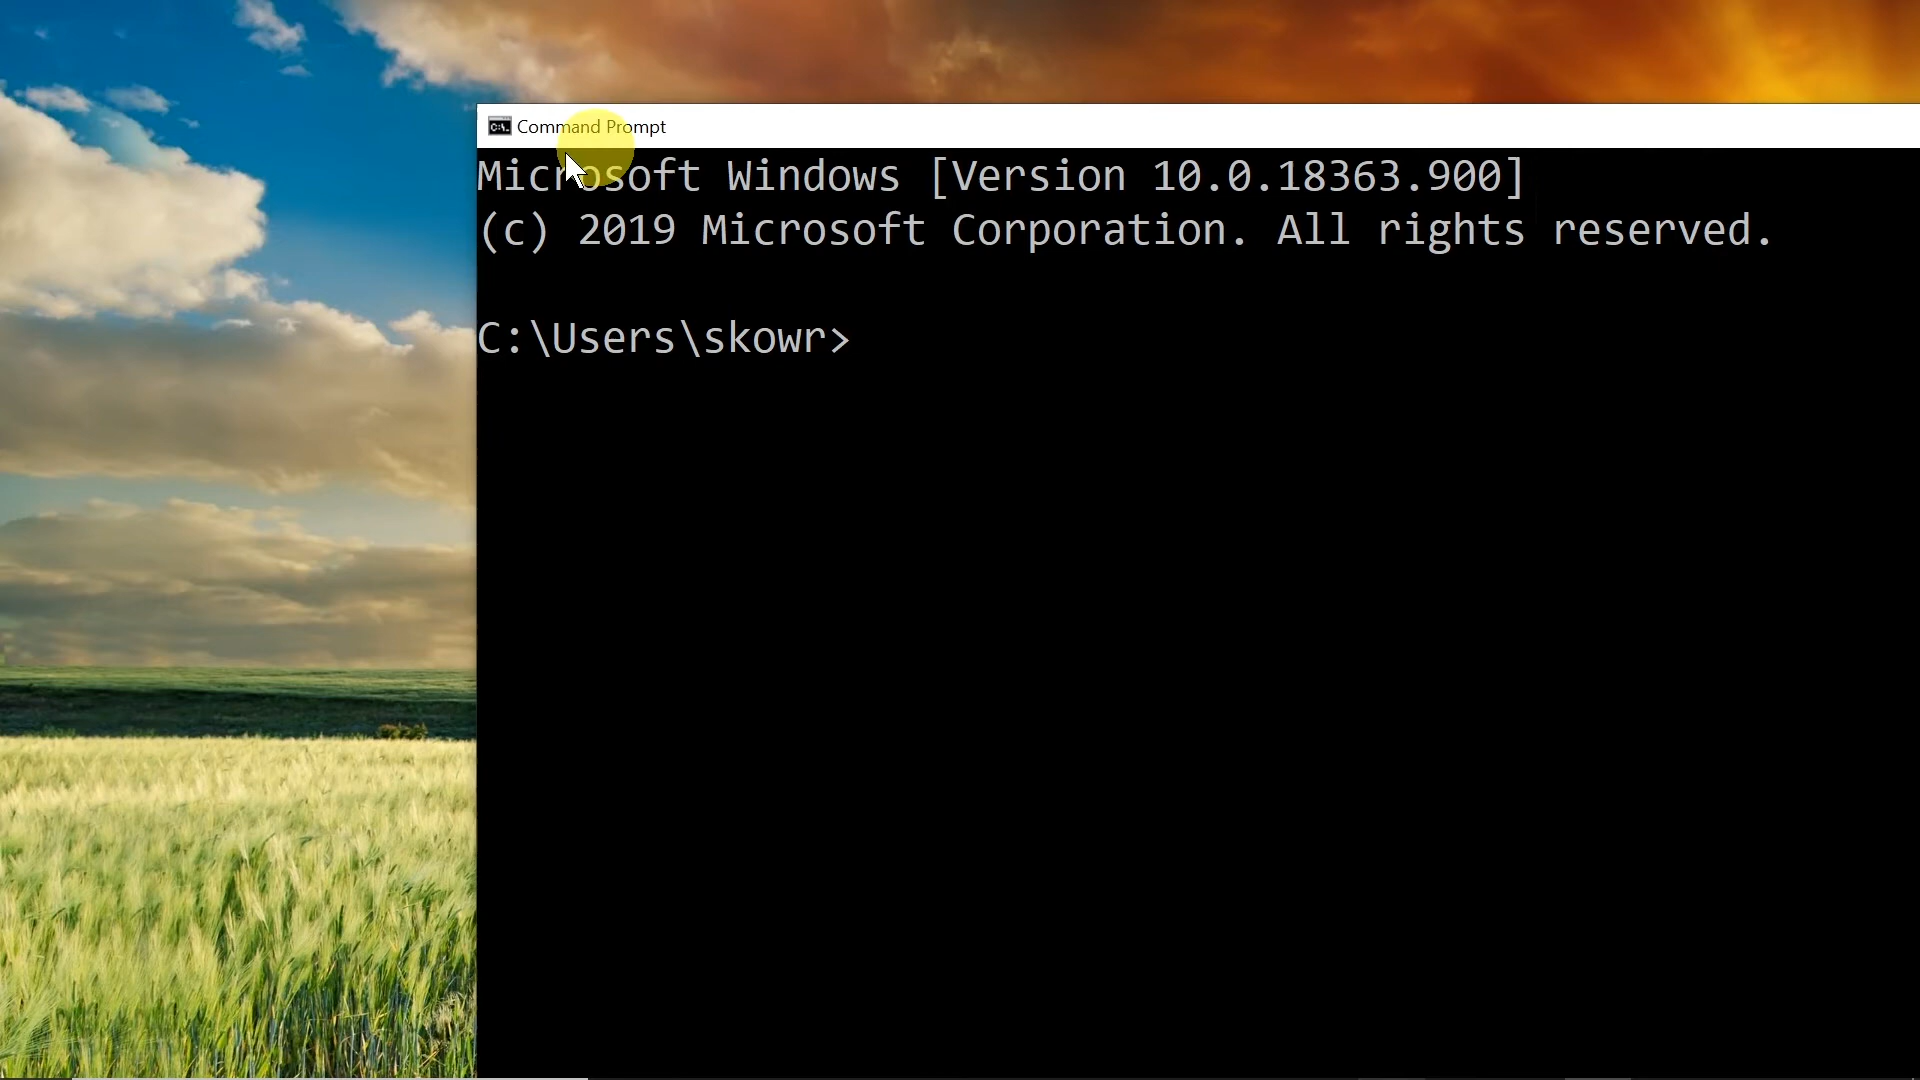 Command Prompt
Microsoft Windows [Version 10.0.18363.900]
(c) 2019 Microsoft Corporation. All rights reserved.
C:\Users\skowr>